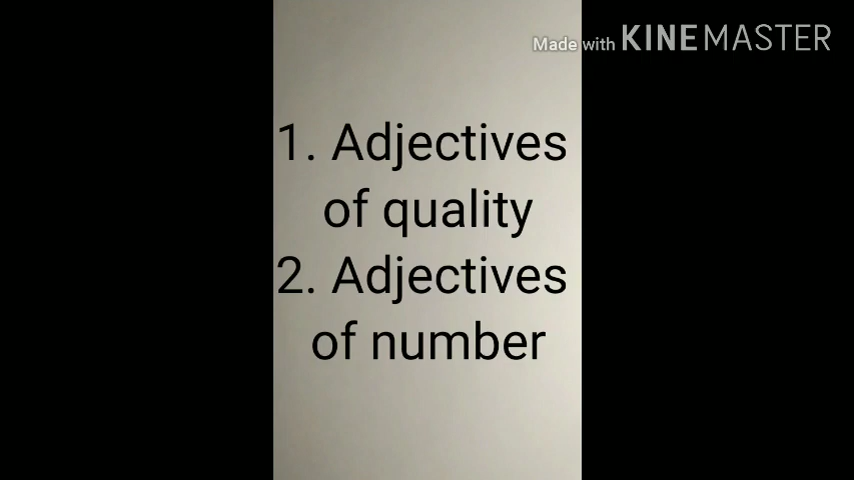 Made with KINEMASTER
1. Adjectives
of quality
2. Adjectives
of number